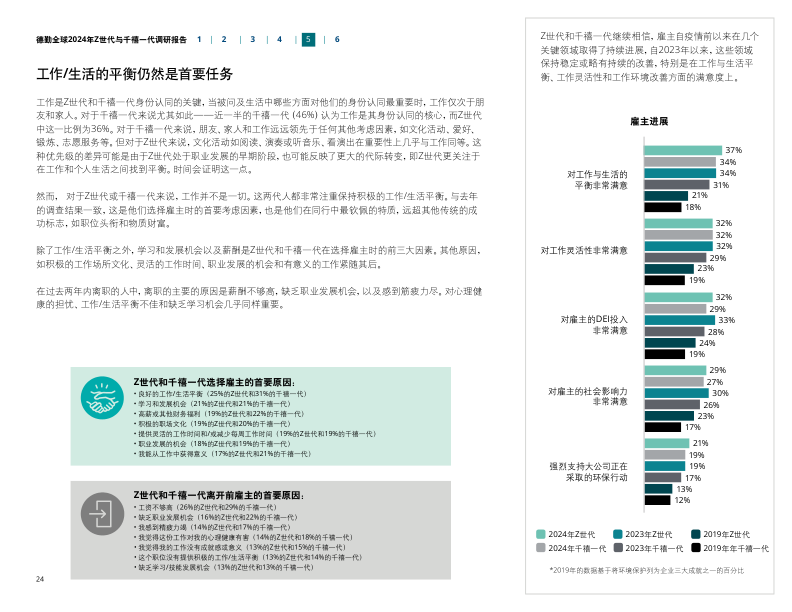 德勤全球2024年Z世代与千禧一代调研报告 1 | 2 | 3 | 4 | 5 | 6
工作/生活的平衡仍然是首要任务
工作是Z世代和千禧一代身份认同的关键，当被问及生活中哪些方面对他们的身份认同最重要时，工作仅次于朋
友和家人。对于千禧一代来说尤其如此——近一半的千禧一代 (46%) 认为工作是其身份认同的核心，而Z世代
中这一比例为36%。对于千禧一代来说，朋友、家人和工作远远领先于任何其他考虑因素，如文化活动、爱好、
锻炼、志愿服务等。但对于Z世代来说，文化活动如阅读、演奏或听音乐、看演出在重要性上几乎与工作同等。这
种优先级的差异可能是由于Z世代处于职业发展的早期阶段，也可能反映了更大的代际转变，即Z世代更关注于
在工作和个人生活之间找到平衡。时间会证明这一点。
然而， 对于Z世代或千禧一代来说，工作并不是一切。这两代人都非常注重保持积极的工作/生活平衡。与去年
的调查结果一致，这是他们选择雇主时的首要考虑因素，也是他们在同行中最钦佩的特质，远超其他传统的成
功标志，如职位头衔和物质财富。
除了工作/生活平衡之外，学习和发展机会以及薪酬是Z世代和千禧一代在选择雇主时的前三大因素。其他原因，
如积极的工作场所文化、灵活的工作时间、职业发展的机会和有意义的工作紧随其后。
在过去两年内离职的人中，离职的主要的原因是薪酬不够高，缺乏职业发展机会，以及感到筋疲力尽。对心理健
康的担忧、工作/生活平衡不佳和缺乏学习机会几乎同样重要。
Z世代和千禧一代选择雇主的首要原因：
• 良好的工作/生活平衡（25%的Z世代和31%的千禧一代）
• 学习和发展机会（21%的Z世代和21%的千禧一代）
• 高薪或其他财务福利（19%的Z世代和22%的千禧一代）
• 积极的职场文化（19%的Z世代和20%的千禧一代）
• 提供灵活的工作时间和/或减少每周工作时间（19%的Z世代和19%的千禧一代）
• 职业发展的机会（18%的Z世代和19%的千禧一代）
• 我能从工作中获得意义（17%的Z世代和21%的千禧一代）
Z世代和千禧一代离开前雇主的首要原因：
• 工资不够高（26%的Z世代和29%的千禧一代）
• 缺乏职业发展机会（16%的Z世代和22%的千禧一代）
• 我感到精疲力竭（14%的Z世代和17%的千禧一代）
• 我觉得这份工作对我的心理健康有害（14%的Z世代和18%的千禧一代）
• 我觉得我的工作没有成就感或意义（13%的Z世代和15%的千禧一代）
• 这个职位没有提供积极的工作/生活平衡（13%的Z世代和14%的千禧一代）
• 缺乏学习/技能发展机会（13%的Z世代和13%的千禧一代）
24
Z世代和千禧一代继续相信，雇主自疫情前以来在几个
关键领域取得了持续进展，自2023年以来，这些领域
保持稳定或略有持续的改善，特别是在工作与生活平
衡、工作灵活性和工作环境改善方面的满意度上。
雇主进展
对工作与生活的
平衡非常满意
37%
34%
34%
31%
21%
18%
对工作灵活性非常满意
32%
32%
32%
29%
23%
19%
对雇主的DEI投入
非常满意
32%
29%
33%
28%
24%
19%
对雇主的社会影响力
非常满意
29%
27%
30%
26%
23%
17%
强烈支持大公司正在
采取的环保行动
21%
19%
19%
17%
13%
12%
2024年Z世代 2023年Z世代 2019年Z世代
2024年千禧一代 2023年千禧一代 2019年年千禧一代
*2019年的数据基于将环境保护列为企业三大成就之一的百分比